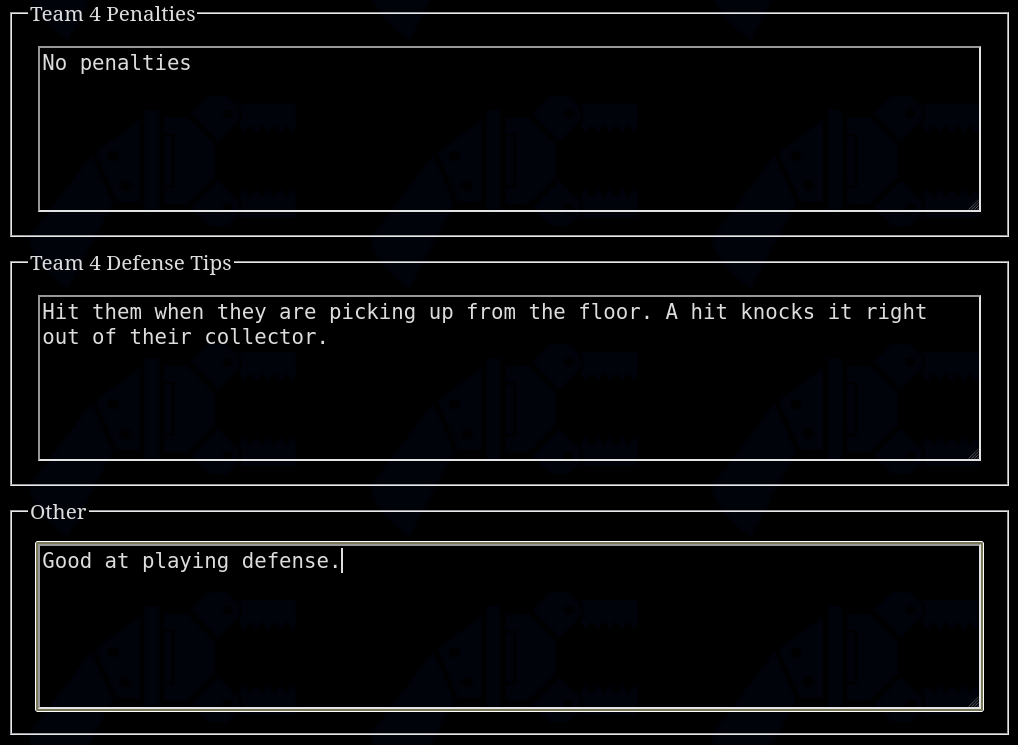 Team 4 Penalties
No penalties
Team 4 Defense Tips
Hit them when they are picking up from the floor. A hit knocks it right
out of their collector.
Other
Good at playing defense.